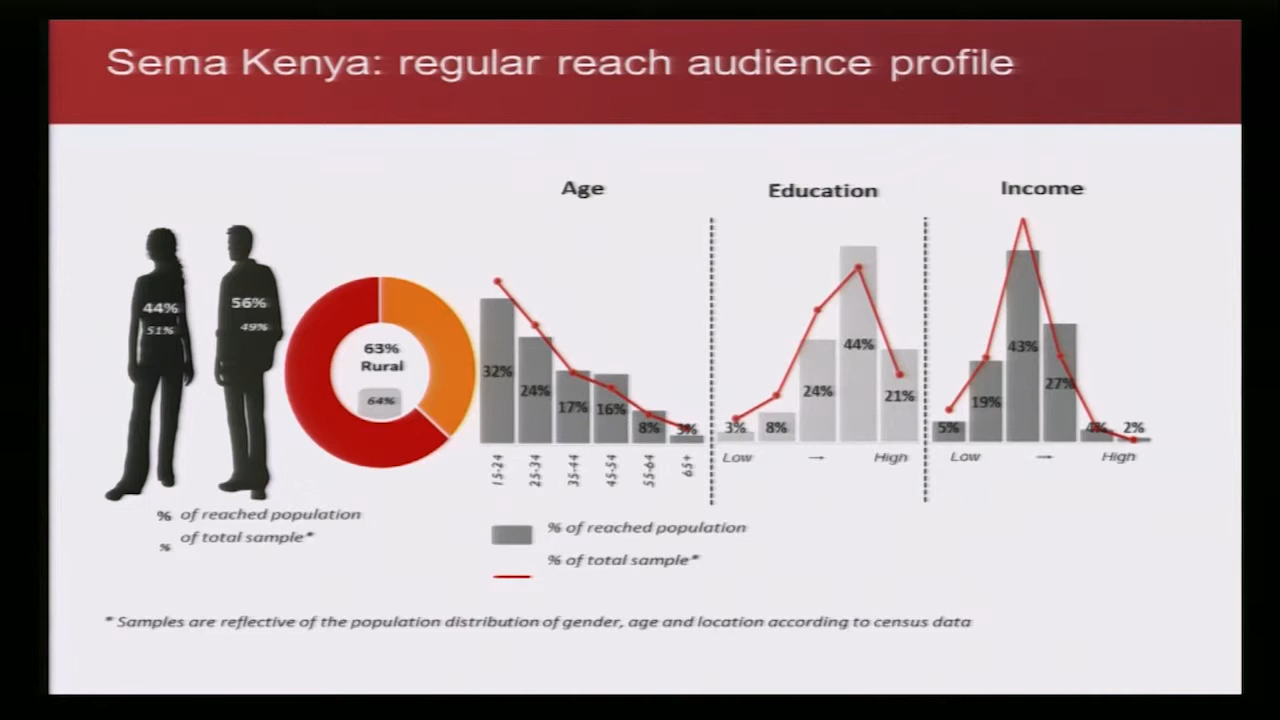 Sema Kenya: regular reach audience profile
Age
Education
Income
44%
51%
56%
49%
63%
Rural
64%
32%
24%
17%
16%
8%
3%
15-24
25-34
35-44
45-54
55-64
65+
3%
8%
24%
44%
21%
Low
→
High
5%
19%
43%
27%
4%
2%
Low
→
High
% of reached population
% of total sample*
% of reached population
% of total sample*
* Samples are reflective of the population distribution of gender, age and location according to census data